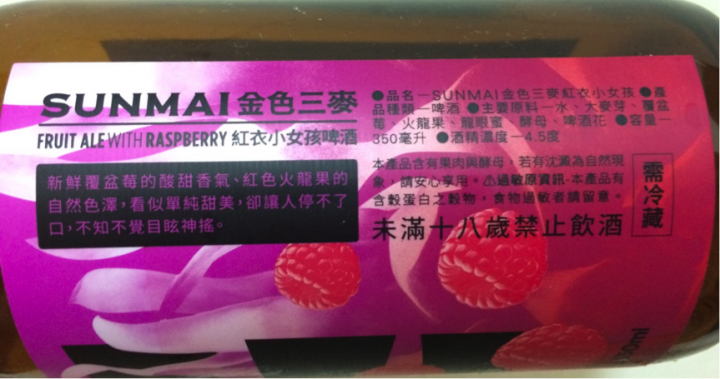 SUNMAI金色三麥
FRUIT ALE WITH RASPBERRY 紅衣小女孩啤酒
新鮮覆盆莓的酸甜香氣、紅色火龍果的
自然色澤,看似單純甜美,卻讓人停不了
口,不知不覺目眩神搖。
●品名—SUNMAI金色三麥紅衣小女孩 ●產
品種類—啤酒 ●主要原料—水、大麥芽、覆盆
莓、火龍果、龍眼蜜、酵母、啤酒花 ●容量—
350毫升 ●酒精濃度—4.5度
本產品含有果肉與酵母,若有沈澱為自然現
象,請安心享用。⚠過敏原資訊-本產品有
含穀蛋白之穀物,食物過敏者請留意。
未滿十八歲禁止飲酒
需冷藏